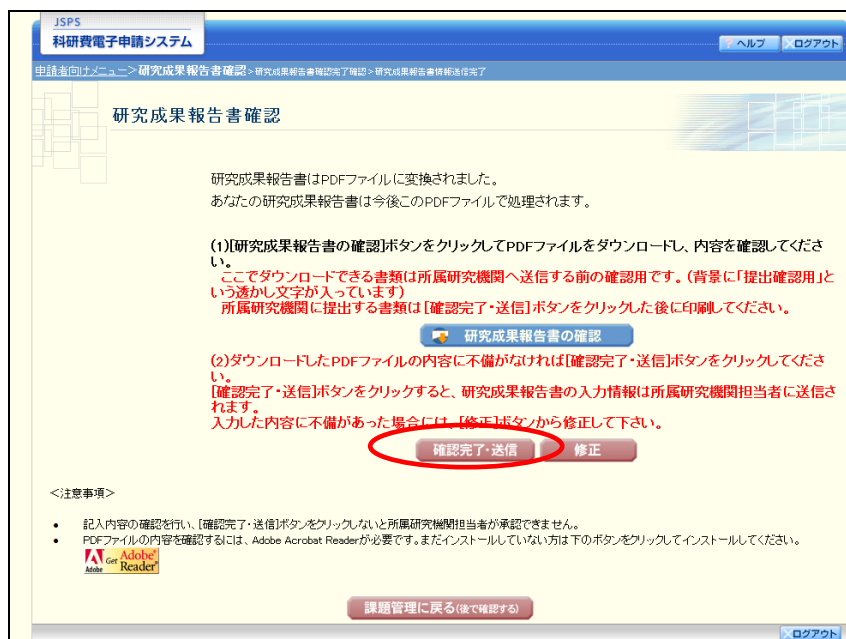 JSPS
科研費電子申請システム
? ヘルプ
ログアウト
申請者向けメニュー>研究成果報告書確認>研究成果報告書確認完了確認>研究成果報告書情報送信完了
研究成果報告書確認
研究成果報告書はPDFファイルに変換されました。
あなたの研究成果報告書は今後このPDFファイルで処理されます。
(1)[研究成果報告書の確認]ボタンをクリックしてPDFファイルをダウンロードし、内容を確認してくださ
い。
ここでダウンロードできる書類は所属研究機関へ送信する前の確認用です。(背景に「提出確認用」と
いう透かし文字が入っています)
所属研究機関に提出する書類は[確認完了・送信]ボタンをクリックした後に印刷してください。
研究成果報告書の確認
(2)ダウンロードしたPDFファイルの内容に不備がなければ[確認完了・送信]ボタンをクリックしてくださ
い。
[確認完了・送信]ボタンをクリックすると、研究成果報告書の入力情報は所属研究機関担当者に送信さ
れます。
入力した内容に不備があった場合には、[修正]ボタンから修正して下さい。
確認完了・送信
修正
<注意事項>
• 記入内容の確認を行い、[確認完了・送信]ボタンをクリックしないと所属研究機関担当者が承認できません。
• PDFファイルの内容を確認するには、Adobe Acrobat Readerが必要です。まだインストールしていない方は下のボタンをクリックしてインストールしてください。
Adobe Get Adobe® Reader®
課題管理に戻る(後で確認する)
ログアウト